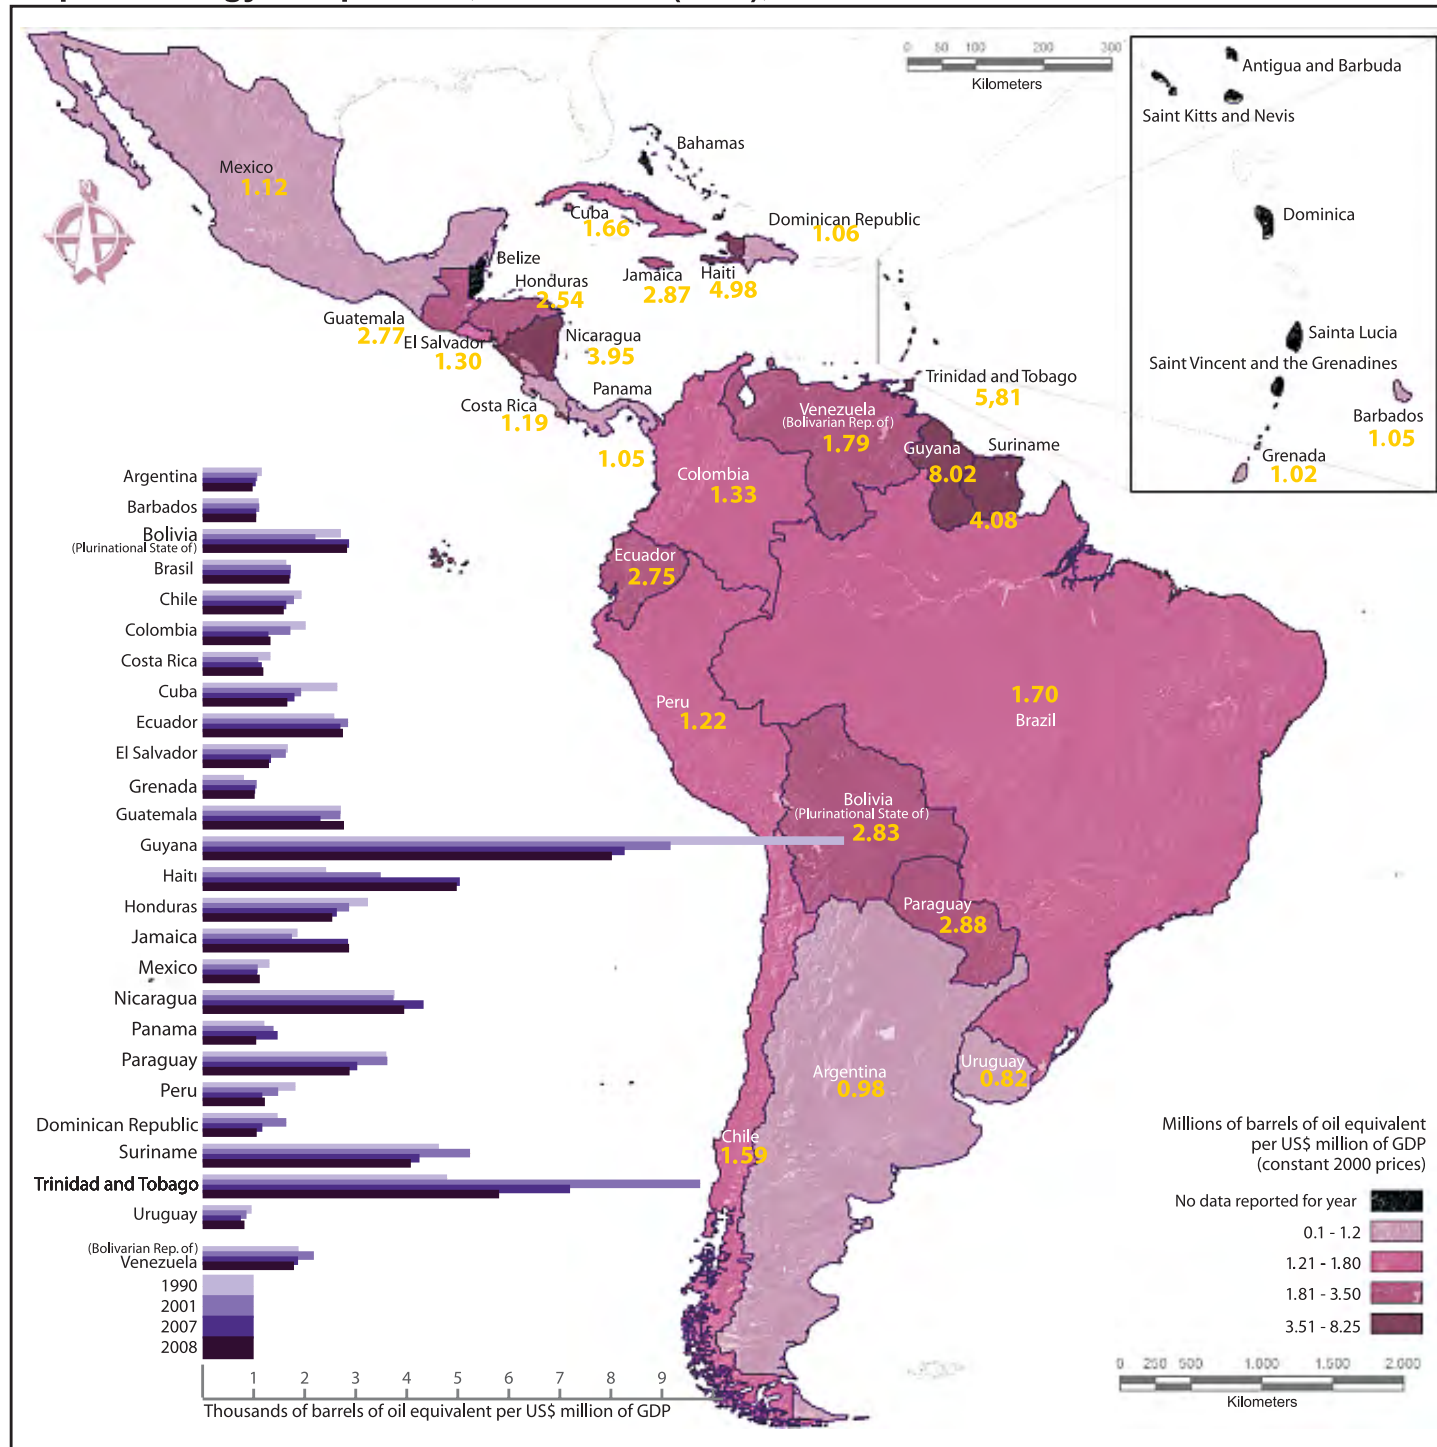 0 50 100 200 300
Kilometers
Antigua and Barbuda
Saint Kitts and Nevis
Dominica
Sainta Lucia
Saint Vincent and the Grenadines
Barbados
1.05
Grenada
1.02
Mexico
1.12
Bahamas
Cuba
1.66
Dominican Republic
1.06
Belize
Honduras
2.54
Jamaica
2.87
Haiti
4.98
Guatemala
2.77
El Salvador
1.30
Nicaragua
3.95
Costa Rica
1.19
Panama
1.05
Trinidad and Tobago
5,81
Venezuela
(Bolivarian Rep. of)
1.79
Guyana
8.02
Suriname
4.08
Colombia
1.33
Ecuador
2.75
Peru
1.22
1.70
Brazil
Bolivia
(Plurinational State of)
2.83
Paraguay
2.88
Argentina
0.98
Uruguay
0.82
Chile
1.59
Argentina
Barbados
Bolivia
(Plurinational State of)
Brasil
Chile
Colombia
Costa Rica
Cuba
Ecuador
El Salvador
Grenada
Guatemala
Guyana
Haiti
Honduras
Jamaica
Mexico
Nicaragua
Panama
Paraguay
Peru
Dominican Republic
Suriname
Trinidad and Tobago
Uruguay
(Bolivarian Rep. of)
Venezuela
1990
2001
2007
2008
1 2 3 4 5 6 7 8 9
Thousands of barrels of oil equivalent per US$ million of GDP
Millions of barrels of oil equivalent
per US$ million of GDP
(constant 2000 prices)
No data reported for year
0.1 - 1.2
1.21 - 1.80
1.81 - 3.50
3.51 - 8.25
0 250 500 1.000 1.500 2.000
Kilometers